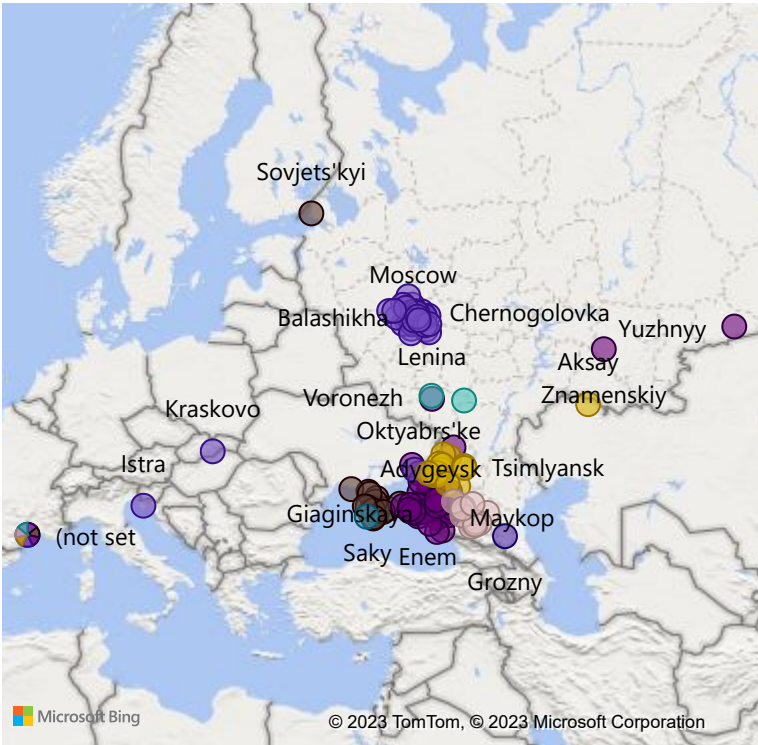 Sovjets'kyi
Moscow
Balashikha
Chernogolovka
Yuzhnyy
Lenina
Aksay
Voronezh
Znamenskiy
Kraskovo
Oktyabrs'ke
Istra
Adygeysk
Tsimlyansk
Giaginskaya
Maykop
(not set
Saky
Enem
Grozny
Microsoft Bing
© 2023 TomTom, © 2023 Microsoft Corporation